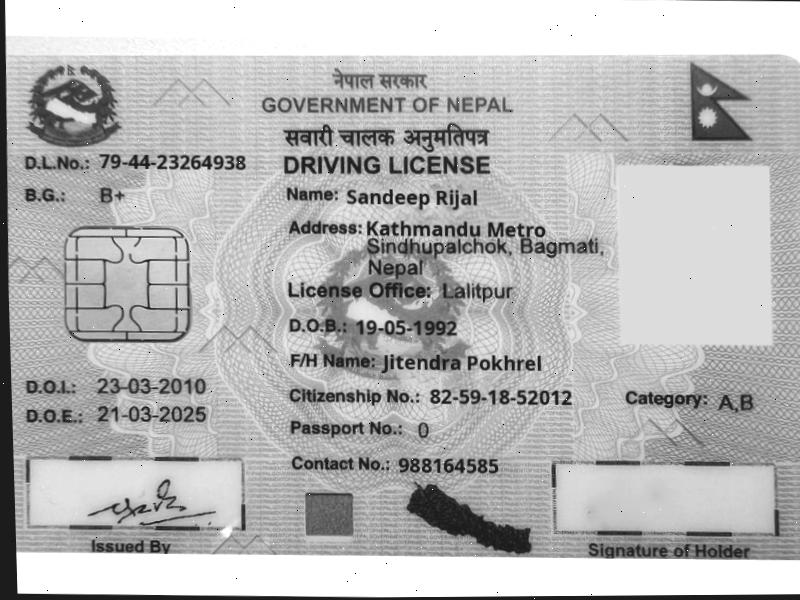 नेपाल सरकार
GOVERNMENT OF NEPAL
सवारी चालक अनुमतिपत्र
DRIVING LICENSE
D.L.No.: 79-44-23264938
B.G.: B+
Name: Sandeep Rijal
Address: Kathmandu Metro
Sindhupalchok, Bagmati,
Nepal
License Office: Lalitpur
D.O.B.: 19-05-1992
F/H Name: Jitendra Pokhrel
D.O.I.: 23-03-2010
D.O.E.: 21-03-2025
Citizenship No.: 82-59-18-52012
Category: A,B
Passport No.: 0
Contact No.: 988164585
Issued By
Signature of Holder